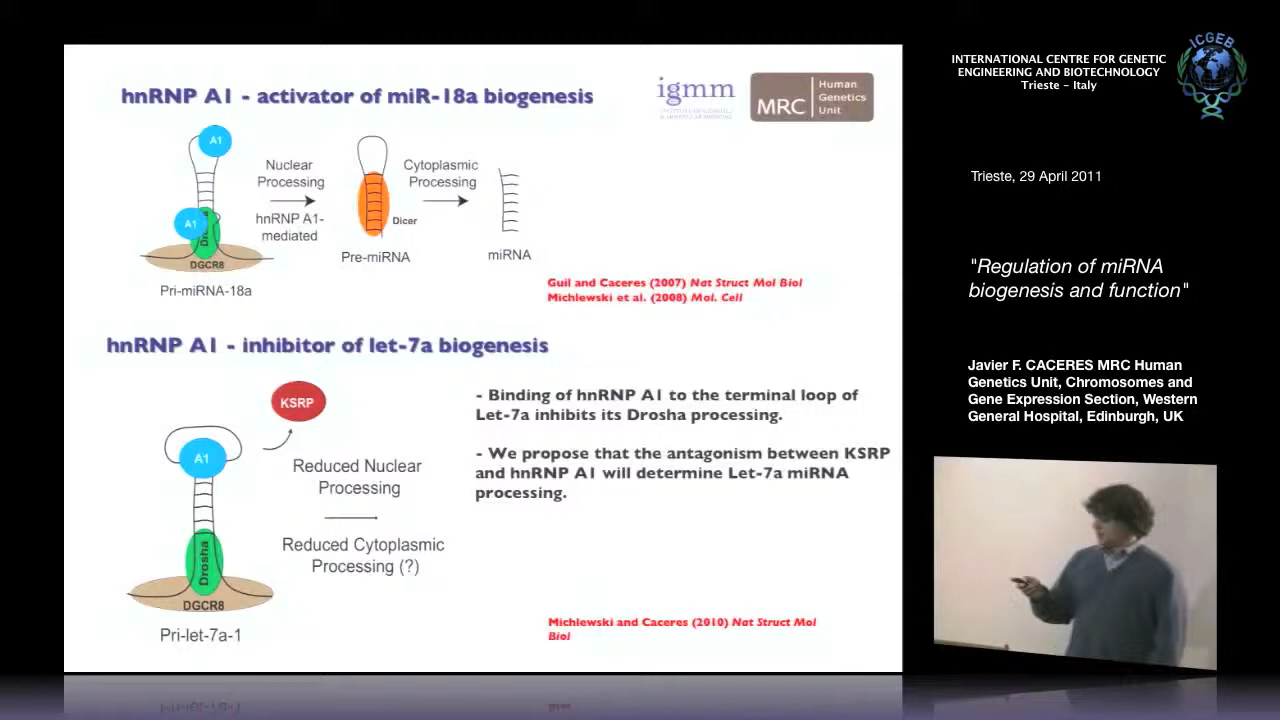 hnRNP A1 - activator of miR-18a biogenesis
igmm
MRC
Human
Genetics
Unit
A1
Nuclear
Processing
hnRNP A1-
mediated
Cytoplasmic
Processing
A1
Dicer
DGCR8
Pri-miRNA-18a
Pre-miRNA
miRNA
Guil and Caceres (2007) Nat Struct Mol Biol
Michlewski et al. (2008) Mol. Cell
hnRNP A1 - inhibitor of let-7a biogenesis
KSRP
A1
Reduced Nuclear
Processing
Reduced Cytoplasmic
Processing (?)
Drosha
DGCR8
Pri-let-7a-1
- Binding of hnRNP A1 to the terminal loop of
Let-7a inhibits its Drosha processing.
- We propose that the antagonism between KSRP
and hnRNP A1 will determine Let-7a miRNA
processing.
Michlewski and Caceres (2010) Nat Struct Mol
Biol
INTERNATIONAL CENTRE FOR GENETIC
ENGINEERING AND BIOTECHNOLOGY
Trieste - Italy
ICGEB
Trieste, 29 April 2011
"Regulation of miRNA
biogenesis and function"
Javier F. CACERES MRC Human
Genetics Unit, Chromosomes and
Gene Expression Section, Western
General Hospital, Edinburgh, UK